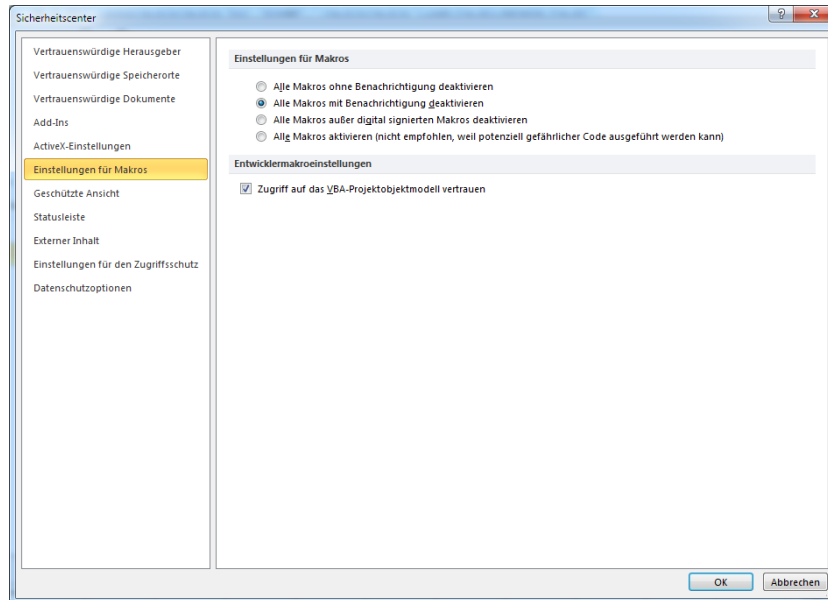 Sicherheitscenter
Vertrauenswürdige Herausgeber
Vertrauenswürdige Speicherorte
Vertrauenswürdige Dokumente
Add-Ins
ActiveX-Einstellungen
Einstellungen für Makros
Geschützte Ansicht
Statusleiste
Externer Inhalt
Einstellungen für den Zugriffsschutz
Datenschutzoptionen
Einstellungen für Makros
Alle Makros ohne Benachrichtigung deaktivieren
Alle Makros mit Benachrichtigung deaktivieren
Alle Makros außer digital signierten Makros deaktivieren
Alle Makros aktivieren (nicht empfohlen, weil potenziell gefährlicher Code ausgeführt werden kann)
Entwicklermakroeinstellungen
Zugriff auf das VBA-Projektobjektmodell vertrauen
OK
Abbrechen